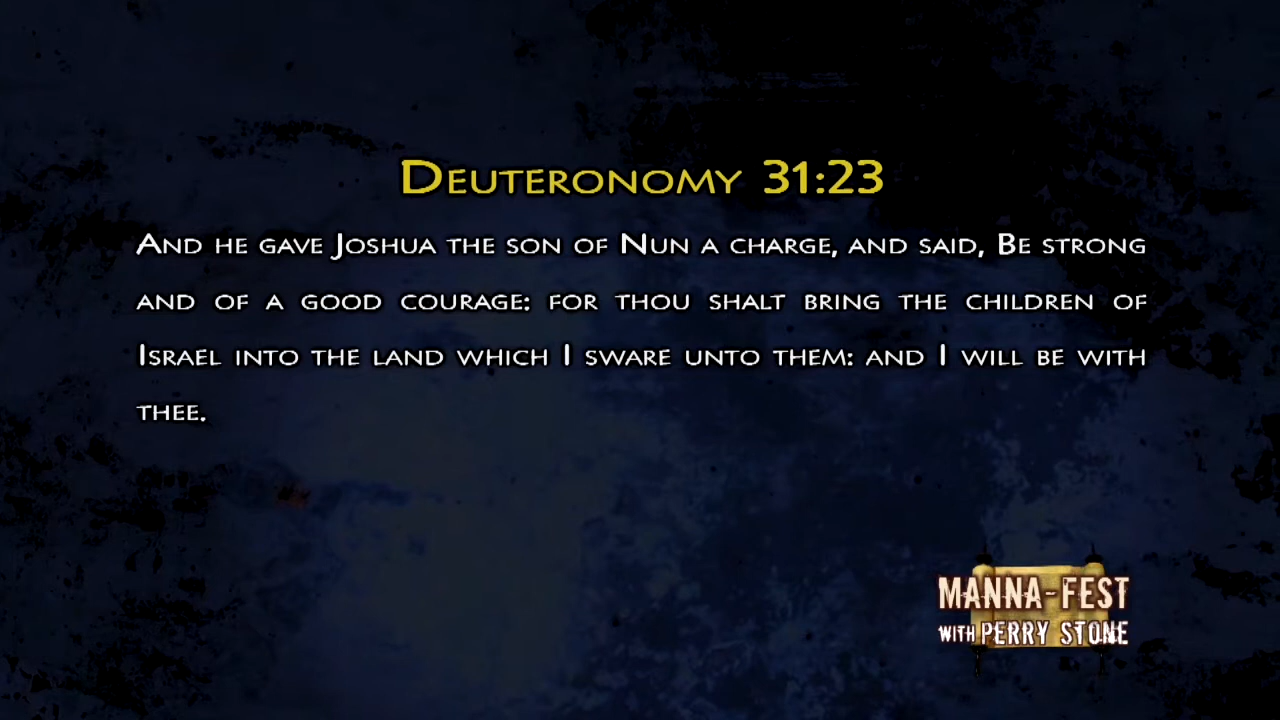 Deuteronomy 31:23
And he gave Joshua the son of Nun a charge, and said, Be strong
and of a good courage: for thou shalt bring the children of
Israel into the land which I sware unto them: and I will be with
thee.
MANNA-FEST
WITH PERRY STONE